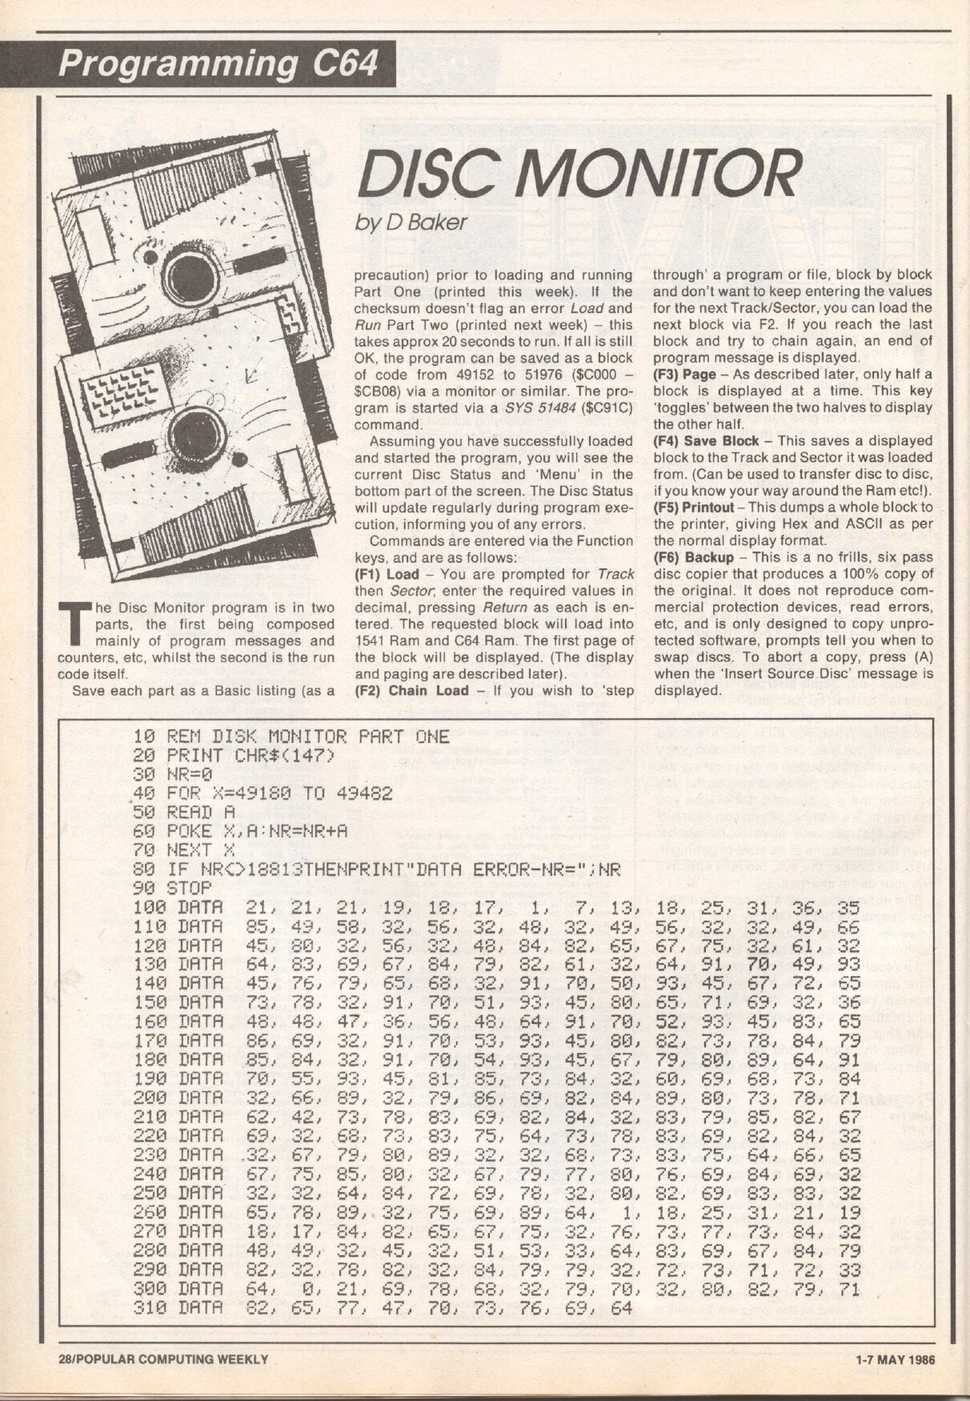 Programming C64
DISC MONITOR
by D Baker
The Disc Monitor program is in two
parts, the first being composed
mainly of program messages and
counters, etc, whilst the second is the run
code itself.
Save each part as a Basic listing (as a
precaution) prior to loading and running
Part One (printed this week). If the
checksum doesn't flag an error Load and
Run Part Two (printed next week) – this
takes approx 20 seconds to run. If all is still
OK, the program can be saved as a block
of code from 49152 to 51976 ($C000 –
$CB08) via a monitor or similar. The pro-
gram is started via a SYS 51484 ($C91C)
command.
Assuming you have successfully loaded
and started the program, you will see the
current Disc Status and 'Menu' in the
bottom part of the screen. The Disc Status
will update regularly during program exe-
cution, informing you of any errors.
Commands are entered via the Function
keys, and are as follows:
(F1) Load – You are prompted for Track
then Sector; enter the required values in
decimal, pressing Return as each is en-
tered. The requested block will load into
1541 Ram and C64 Ram. The first page of
the block will be displayed. (The display
and paging are described later).
(F2) Chain Load – If you wish to 'step
through' a program or file, block by block
and don't want to keep entering the values
for the next Track/Sector, you can load the
next block via F2. If you reach the last
block and try to chain again, an end of
program message is displayed.
(F3) Page – As described later, only half a
block is displayed at a time. This key
'toggles' between the two halves to display
the other half.
(F4) Save Block – This saves a displayed
block to the Track and Sector it was loaded
from. (Can be used to transfer disc to disc,
if you know your way around the Ram etc!).
(F5) Printout – This dumps a whole block to
the printer, giving Hex and ASCII as per
the normal display format.
(F6) Backup – This is a no frills, six pass
disc copier that produces a 100% copy of
the original. It does not reproduce com-
mercial protection devices, read errors,
etc, and is only designed to copy unpro-
tected software, prompts tell you when to
swap discs. To abort a copy, press (A)
when the 'Insert Source Disc' message is
displayed.
10 REM DISK MONITOR PART ONE
20 PRINT CHR$(147)
30 NR=0
40 FOR X=49180 TO 49482
50 READ A
60 POKE X,A:NR=NR+A
70 NEXT X
80 IF NR<>18813THENPRINT"DATA ERROR-NR=";NR
90 STOP
100 DATA 21, 21, 21, 19, 18, 17, 1, 7, 13, 18, 25, 31, 36, 35
110 DATA 85, 49, 58, 32, 56, 32, 48, 32, 49, 56, 32, 32, 49, 66
120 DATA 45, 80, 32, 56, 32, 48, 84, 82, 65, 67, 75, 32, 61, 32
130 DATA 64, 83, 69, 67, 84, 79, 82, 61, 32, 64, 91, 70, 49, 93
140 DATA 45, 76, 79, 65, 68, 32, 91, 70, 50, 93, 45, 67, 72, 65
150 DATA 73, 78, 32, 91, 70, 51, 93, 45, 80, 65, 71, 69, 32, 36
160 DATA 48, 48, 47, 36, 56, 48, 64, 91, 70, 52, 93, 45, 83, 65
170 DATA 86, 69, 32, 91, 70, 53, 93, 45, 80, 82, 73, 78, 84, 79
180 DATA 85, 84, 32, 91, 70, 54, 93, 45, 67, 79, 80, 89, 64, 91
190 DATA 70, 55, 93, 45, 81, 85, 73, 84, 32, 60, 69, 68, 73, 84
200 DATA 32, 66, 89, 32, 79, 86, 69, 82, 84, 89, 80, 73, 78, 71
210 DATA 62, 42, 73, 78, 83, 69, 82, 84, 32, 83, 79, 85, 82, 67
220 DATA 69, 32, 68, 73, 83, 75, 64, 73, 78, 83, 69, 82, 84, 32
230 DATA 32, 67, 79, 80, 89, 32, 32, 68, 73, 83, 75, 64, 66, 65
240 DATA 67, 75, 85, 80, 32, 67, 79, 77, 80, 76, 69, 84, 69, 32
250 DATA 32, 32, 64, 84, 72, 69, 78, 32, 80, 82, 69, 83, 83, 32
260 DATA 65, 78, 89, 32, 75, 69, 89, 64, 1, 18, 25, 31, 21, 19
270 DATA 18, 17, 84, 82, 65, 67, 75, 32, 76, 73, 77, 73, 84, 32
280 DATA 48, 49, 32, 45, 32, 51, 53, 33, 64, 83, 69, 67, 84, 79
290 DATA 82, 32, 78, 82, 32, 84, 79, 79, 32, 72, 73, 71, 72, 33
300 DATA 64, 0, 21, 69, 78, 68, 32, 79, 70, 32, 80, 82, 79, 71
310 DATA 82, 65, 77, 47, 70, 73, 76, 69, 64
28/POPULAR COMPUTING WEEKLY
1-7 MAY 1986